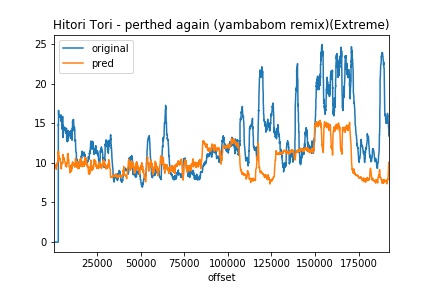 Hitori Tori - perthed again (yambabom remix)(Extreme)
original
pred
25
20
15
10
5
0
25000 50000 75000 100000 125000 150000 175000
offset